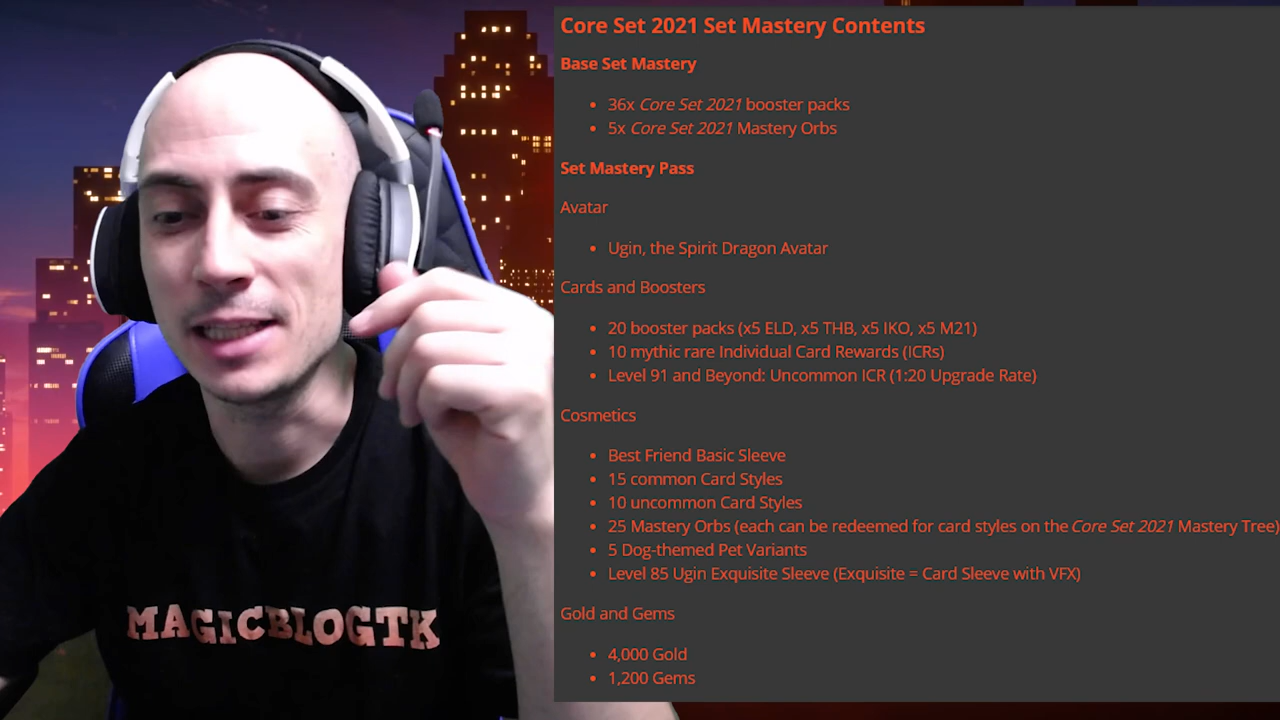 Core Set 2021 Set Mastery Contents
Base Set Mastery
36x Core Set 2021 booster packs
5x Core Set 2021 Mastery Orbs
Set Mastery Pass
Avatar
Ugin, the Spirit Dragon Avatar
Cards and Boosters
20 booster packs (x5 ELD, x5 THB, x5 IKO, x5 M21)
10 mythic rare Individual Card Rewards (ICRs)
Level 91 and Beyond: Uncommon ICR (1:20 Upgrade Rate)
Cosmetics
Best Friend Basic Sleeve
15 common Card Styles
10 uncommon Card Styles
25 Mastery Orbs (each can be redeemed for card styles on the Core Set 2021 Mastery Tree)
5 Dog-themed Pet Variants
Level 85 Ugin Exquisite Sleeve (Exquisite = Card Sleeve with VFX)
Gold and Gems
4,000 Gold
1,200 Gems
MAGICBLOGTK